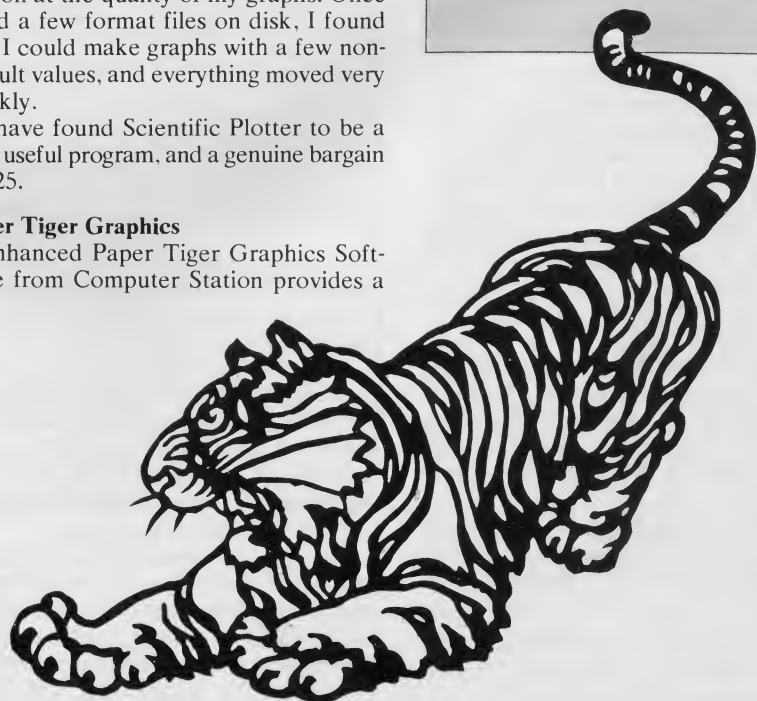 on at the quality of my graphs. Once
d a few format files on disk, I found
I could make graphs with a few non-
ult values, and everything moved very
kly.
have found Scientific Plotter to be a
useful program, and a genuine bargain
25.
er Tiger Graphics
nhanced Paper Tiger Graphics Soft-
e from Computer Station provides a